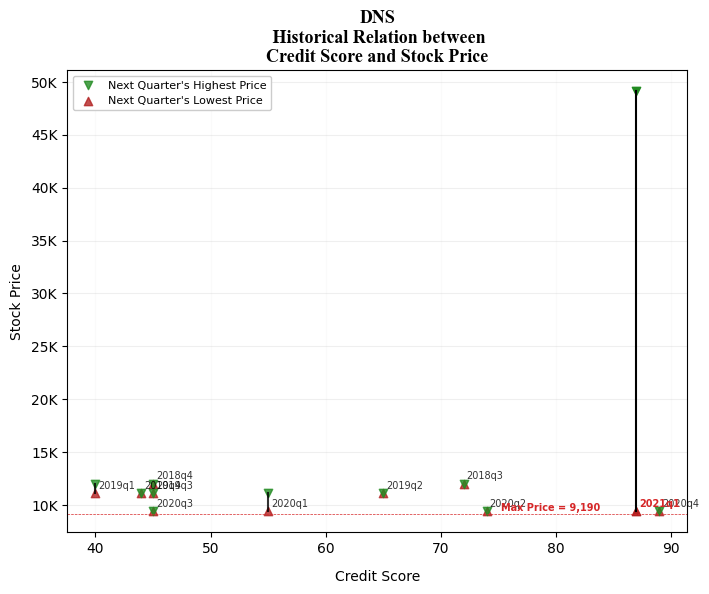 DNS
Historical Relation between
Credit Score and Stock Price
Next Quarter's Highest Price
Next Quarter's Lowest Price
50K
45K
40K
35K
30K
25K
20K
15K
10K
Stock Price
2018q4
2018q3
2019q1
2019q4
2019q3
2019q2
2020q3
2020q1
2020q2
2021q1
2020q4
Max Price = 9,190
40
50
60
70
80
90
Credit Score